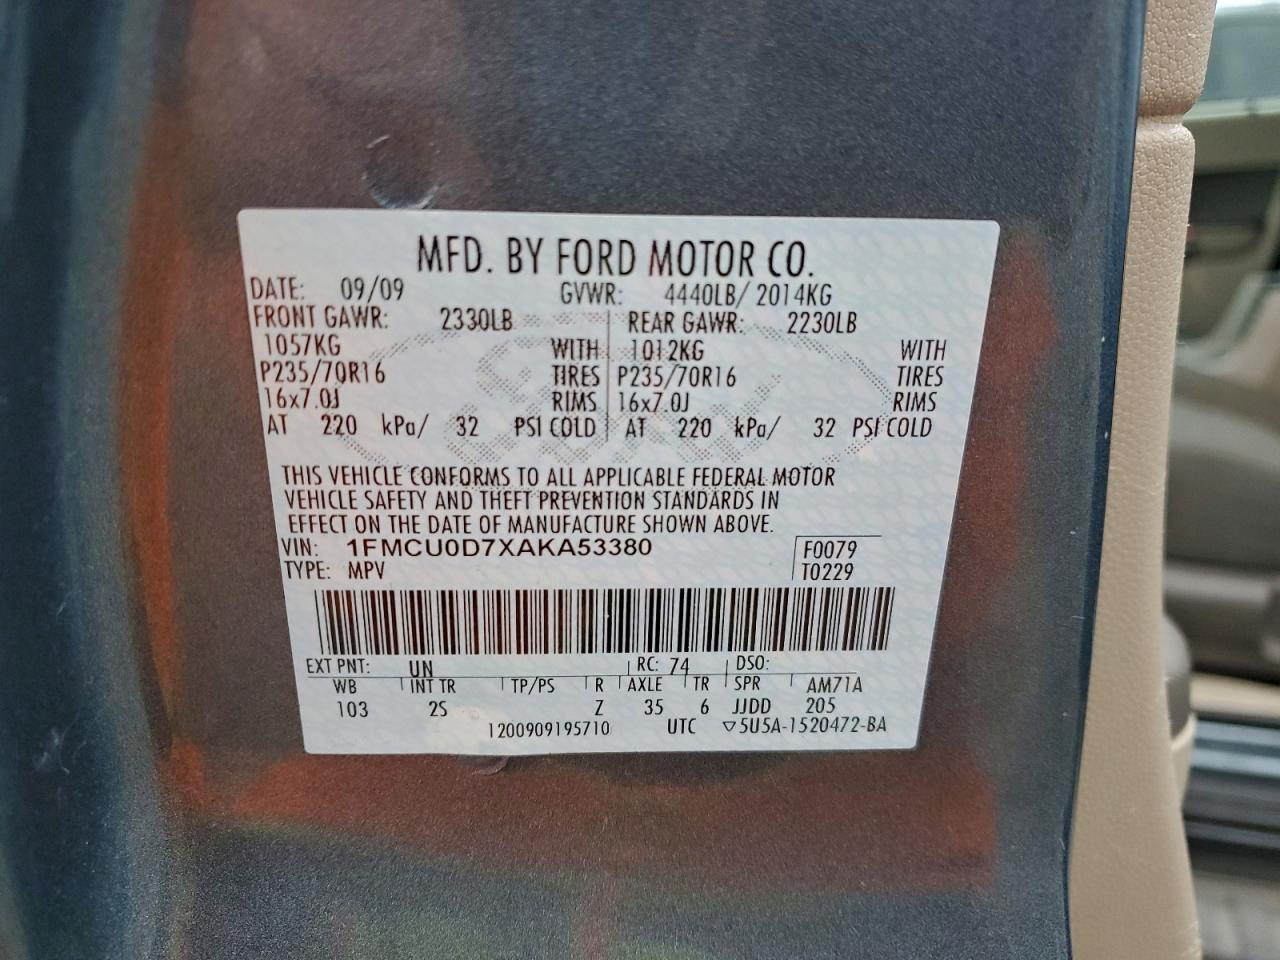 MFD. BY FORD MOTOR CO.
DATE: 09/09 GVWR: 4440LB/ 2014KG
FRONT GAWR: 2330LB REAR GAWR: 2230LB
1057KG WITH 1012KG WITH
P235/70R16 TIRES P235/70R16 TIRES
16x7.0J RIMS 16x7.0J RIMS
AT 220 kPa/ 32 PSI COLD AT 220 kPa/ 32 PSI COLD
THIS VEHICLE CONFORMS TO ALL APPLICABLE FEDERAL MOTOR
VEHICLE SAFETY AND THEFT PREVENTION STANDARDS IN
EFFECT ON THE DATE OF MANUFACTURE SHOWN ABOVE.
VIN: 1FMCU0D7XAKA53380 F0079
TYPE: MPV T0229
EXT PNT: UN RC: 74 DSO:
WB INT TR TP/PS R AXLE TR SPR AM71A
103 2S Z 35 6 JJDD 205
1200909195710 UTC ▽5U5A-1520472-BA